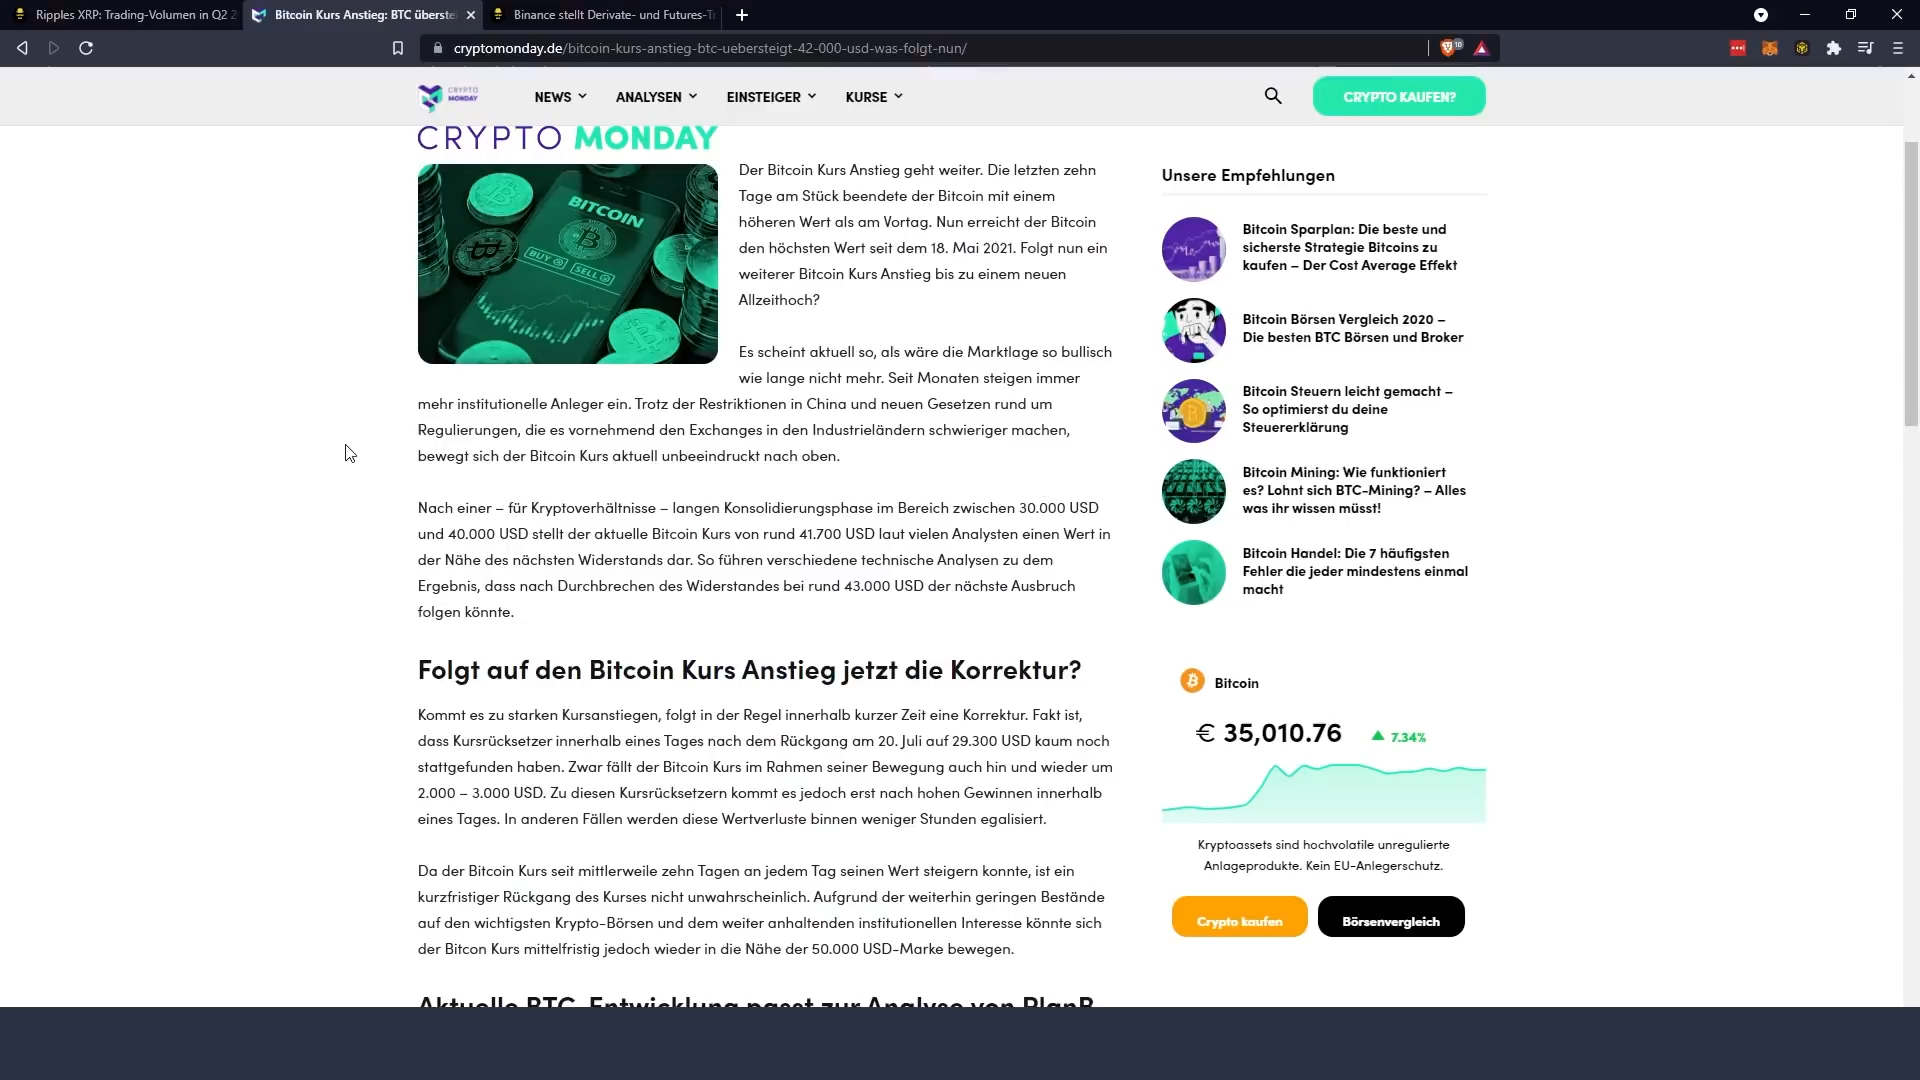 Ripples XRP: Trading-Volumen in Q2 2
Bitcoin Kurs Anstieg: BTC überste
Binance stellt Derivate- und Futures-T
cryptomonday.de/bitcoin-kurs-anstieg-btc-uebersteigt-42-000-usd-was-folgt-nun/
CRYPTO
MONDAY
NEWS
ANALYSEN
EINSTEIGER
KURSE
CRYPTO KAUFEN?
CRYPTO MONDAY
BITCOIN
BUY
SELL
Der Bitcoin Kurs Anstieg geht weiter. Die letzten zehn
Tage am Stück beendete der Bitcoin mit einem
höheren Wert als am Vortag. Nun erreicht der Bitcoin
den höchsten Wert seit dem 18. Mai 2021. Folgt nun ein
weiterer Bitcoin Kurs Anstieg bis zu einem neuen
Allzeithoch?
Es scheint aktuell so, als wäre die Marktlage so bullisch
wie lange nicht mehr. Seit Monaten steigen immer
mehr institutionelle Anleger ein. Trotz der Restriktionen in China und neuen Gesetzen rund um
Regulierungen, die es vornehmend den Exchanges in den Industrieländern schwieriger machen,
bewegt sich der Bitcoin Kurs aktuell unbeeindruckt nach oben.
Nach einer – für Kryptoverhältnisse – langen Konsolidierungsphase im Bereich zwischen 30.000 USD
und 40.000 USD stellt der aktuelle Bitcoin Kurs von rund 41.700 USD laut vielen Analysten einen Wert in
der Nähe des nächsten Widerstands dar. So führen verschiedene technische Analysen zu dem
Ergebnis, dass nach Durchbrechen des Widerstandes bei rund 43.000 USD der nächste Ausbruch
folgen könnte.
Folgt auf den Bitcoin Kurs Anstieg jetzt die Korrektur?
Kommt es zu starken Kursanstiegen, folgt in der Regel innerhalb kurzer Zeit eine Korrektur. Fakt ist,
dass Kursrücksetzer innerhalb eines Tages nach dem Rückgang am 20. Juli auf 29.300 USD kaum noch
stattgefunden haben. Zwar fällt der Bitcoin Kurs im Rahmen seiner Bewegung auch hin und wieder um
2.000 – 3.000 USD. Zu diesen Kursrücksetzern kommt es jedoch erst nach hohen Gewinnen innerhalb
eines Tages. In anderen Fällen werden diese Wertverluste binnen weniger Stunden egalisiert.
Da der Bitcoin Kurs seit mittlerweile zehn Tagen an jedem Tag seinen Wert steigern konnte, ist ein
kurzfristiger Rückgang des Kurses nicht unwahrscheinlich. Aufgrund der weiterhin geringen Bestände
auf den wichtigsten Krypto-Börsen und dem weiter anhaltenden institutionellen Interesse könnte sich
der Bitcon Kurs mittelfristig jedoch wieder in die Nähe der 50.000 USD-Marke bewegen.
Aktuelle BTC-Entwicklung passt zur Analyse von PlanB
Unsere Empfehlungen
Bitcoin Sparplan: Die beste und
sicherste Strategie Bitcoins zu
kaufen – Der Cost Average Effekt
Bitcoin Börsen Vergleich 2020 –
Die besten BTC Börsen und Broker
Bitcoin Steuern leicht gemacht –
So optimierst du deine
Steuererklärung
Bitcoin Mining: Wie funktioniert
es? Lohnt sich BTC-Mining? – Alles
was ihr wissen müsst!
Bitcoin Handel: Die 7 häufigsten
Fehler die jeder mindestens einmal
macht
Bitcoin
€ 35,010.76
7.34%
Kryptoassets sind hochvolatile unregulierte
Anlageprodukte. Kein EU-Anlegerschutz.
Crypto kaufen
Börsenvergleich